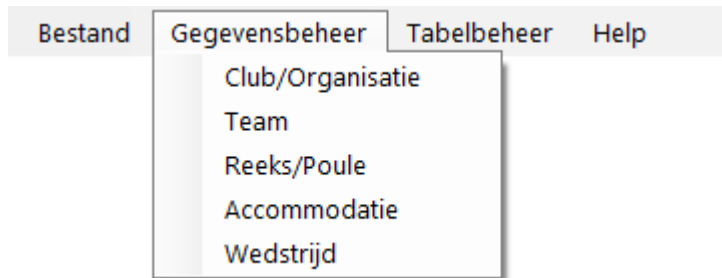 Bestand Gegevensbeheer Tabelbeheer Help
Club/Organisatie
Team
Reeks/Poule
Accommodatie
Wedstrijd